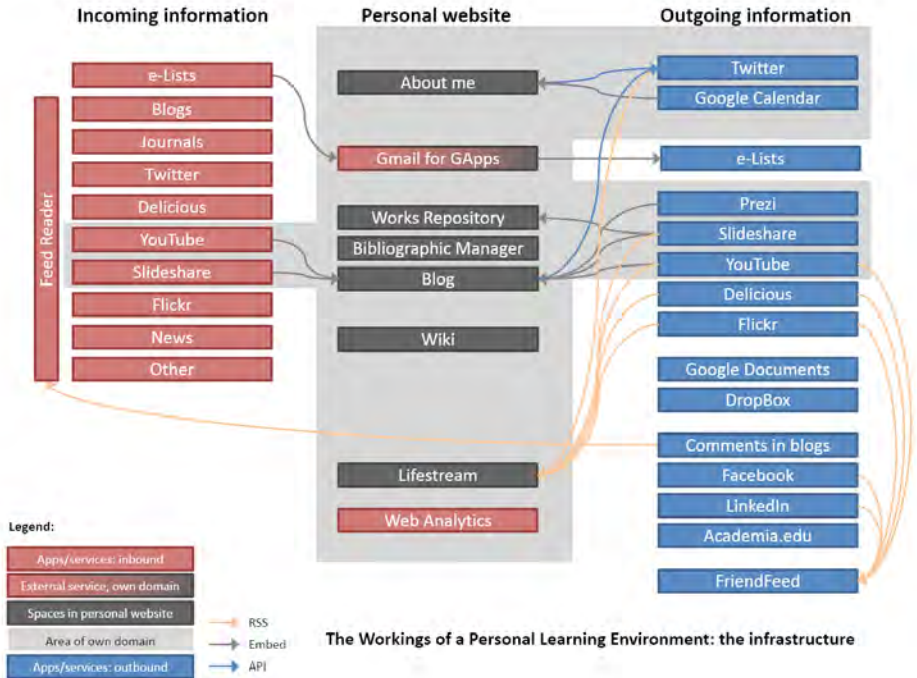 Incoming information
Personal website
Outgoing information
e-Lists
Blogs
Journals
Twitter
Delicious
YouTube
Slideshare
Flickr
News
Other
Feed Reader
About me
Gmail for GApps
Works Repository
Bibliographic Manager
Blog
Wiki
Lifestream
Web Analytics
Twitter
Google Calendar
e-Lists
Prezi
Slideshare
YouTube
Delicious
Flickr
Google Documents
DropBox
Comments in blogs
Facebook
LinkedIn
Academia.edu
FriendFeed
Legend:
Apps/services: inbound
External service, own domain
Spaces in personal website
Area of own domain
Apps/services: outbound
RSS
Embed
API
The Workings of a Personal Learning Environment: the infrastructure